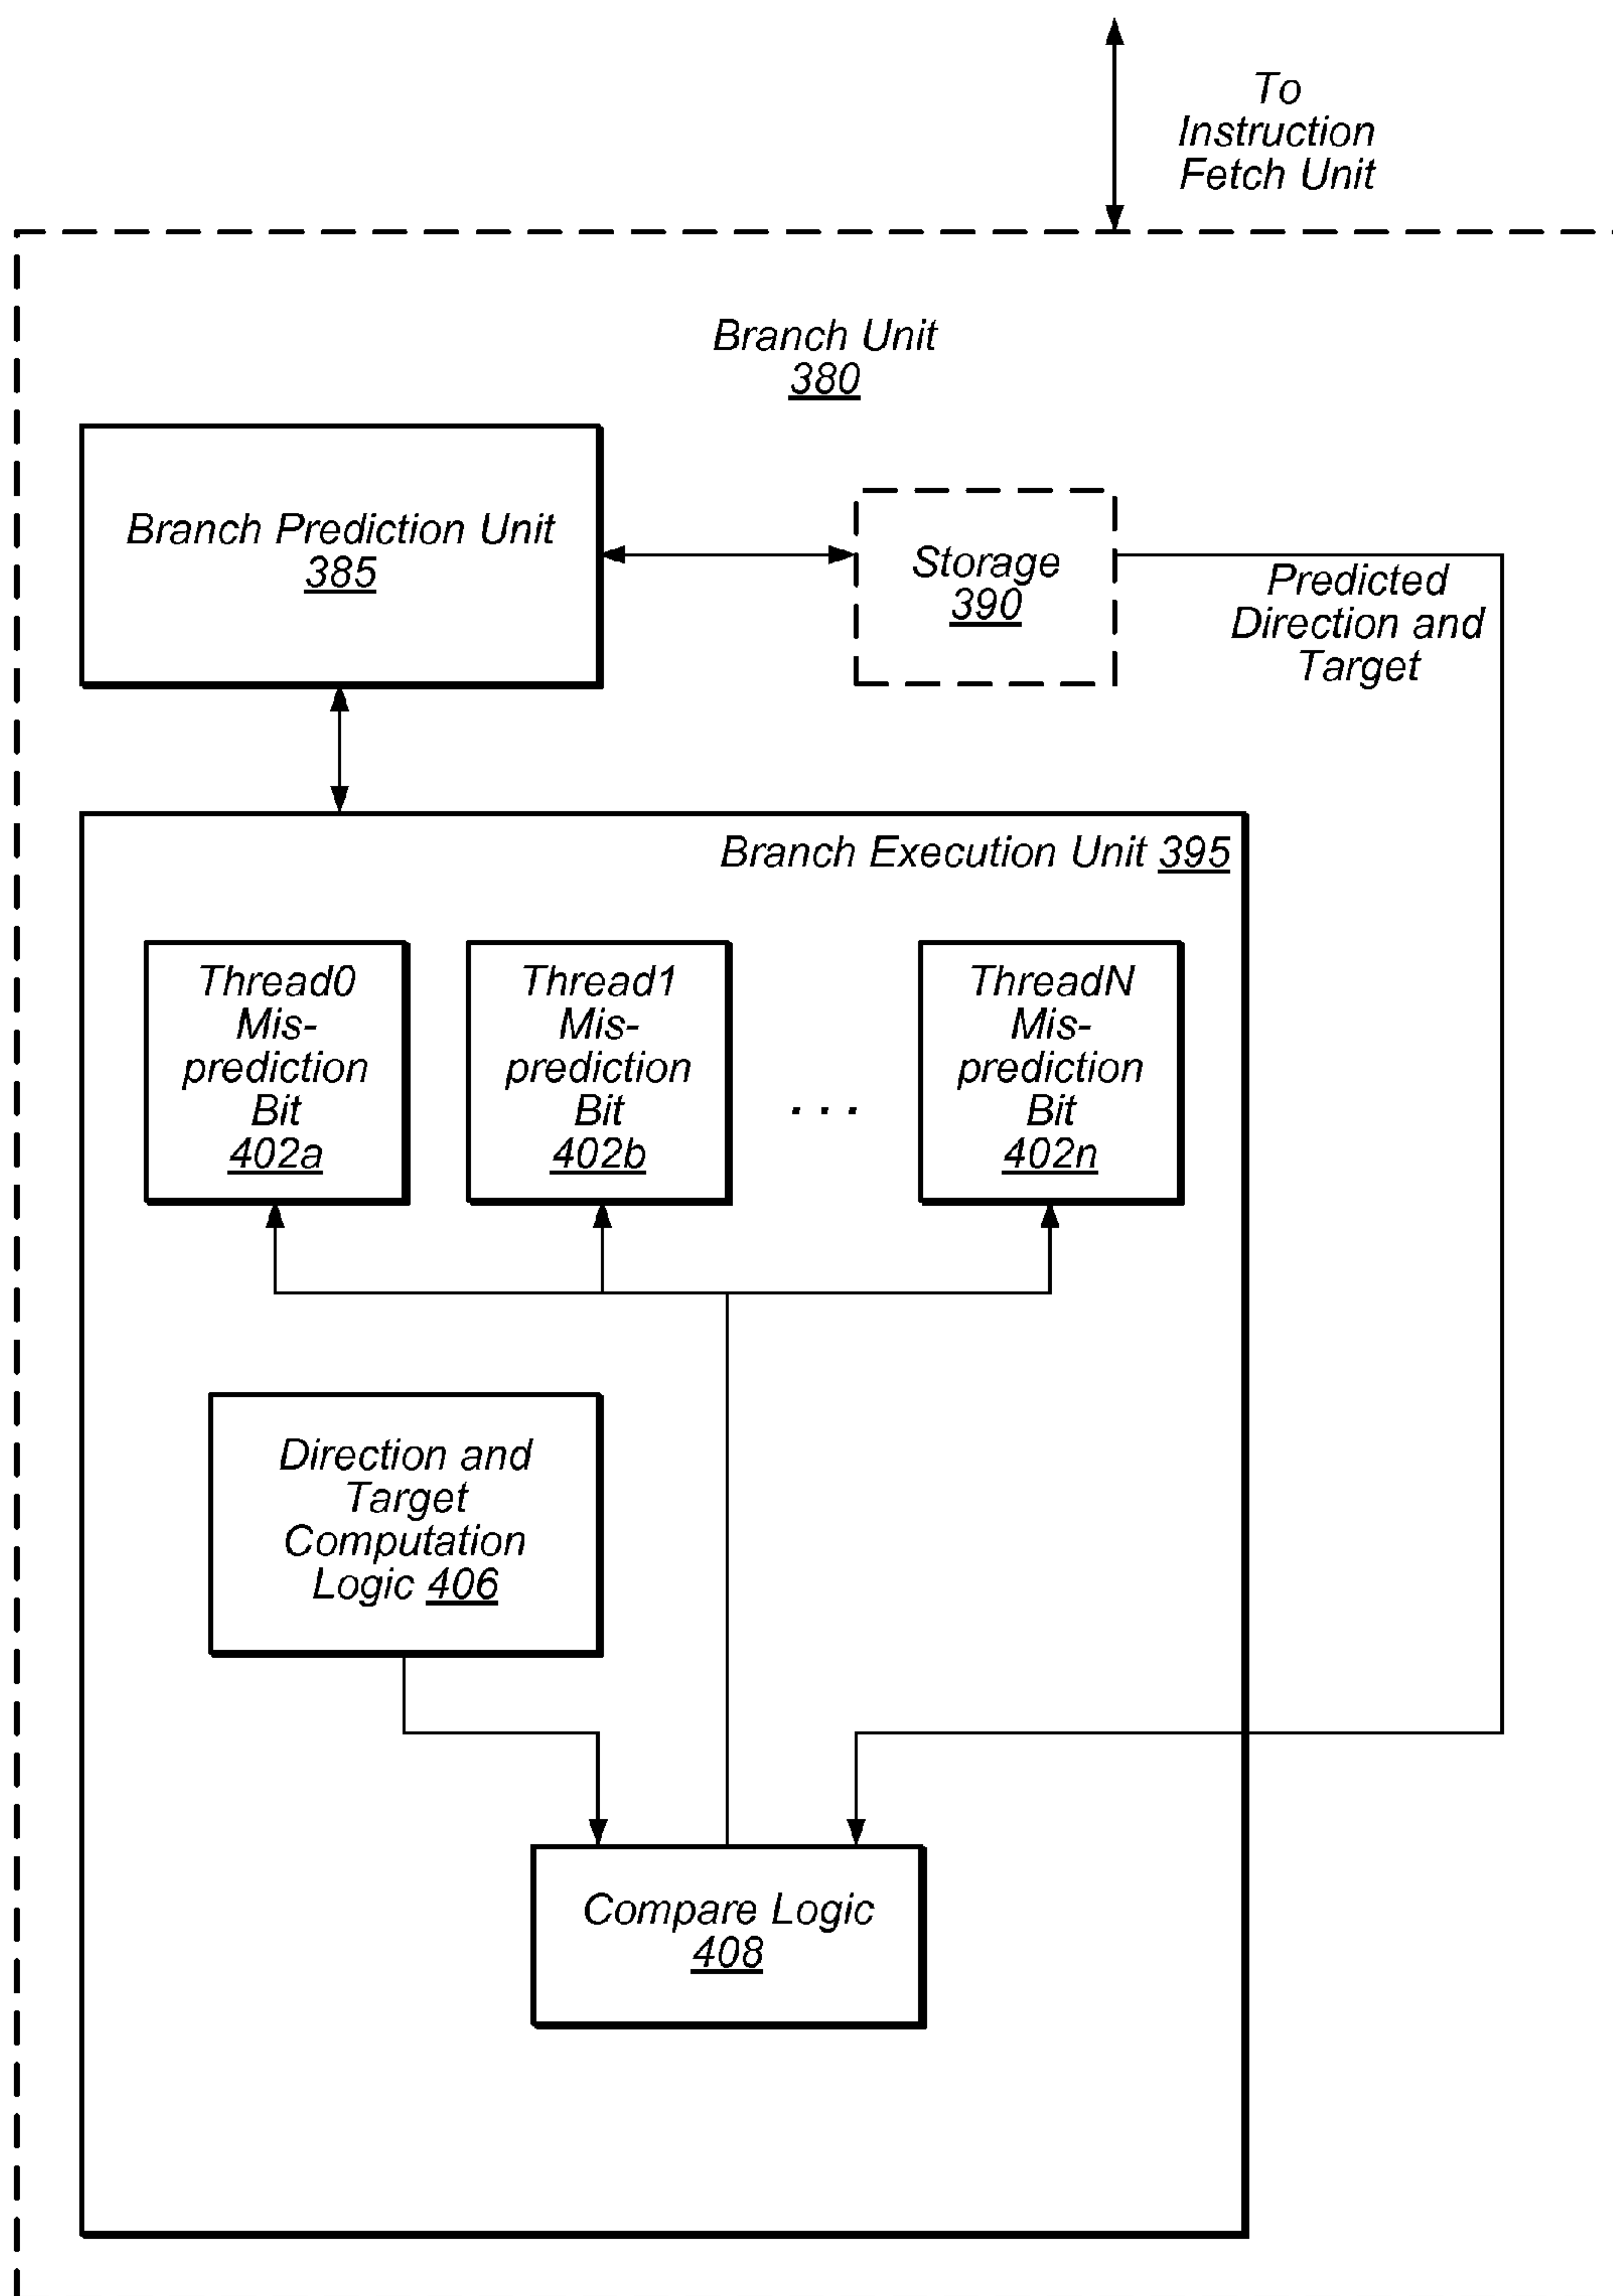 To
Instruction
Fetch Unit
Branch Unit
380
Branch Prediction Unit
385
Storage
390
Predicted
Direction and
Target
Branch Execution Unit 395
Thread0
Mis-
prediction
Bit
402a
Thread1
Mis-
prediction
Bit
402b
. . .
ThreadN
Mis-
prediction
Bit
402n
Direction and
Target
Computation
Logic 406
Compare Logic
408